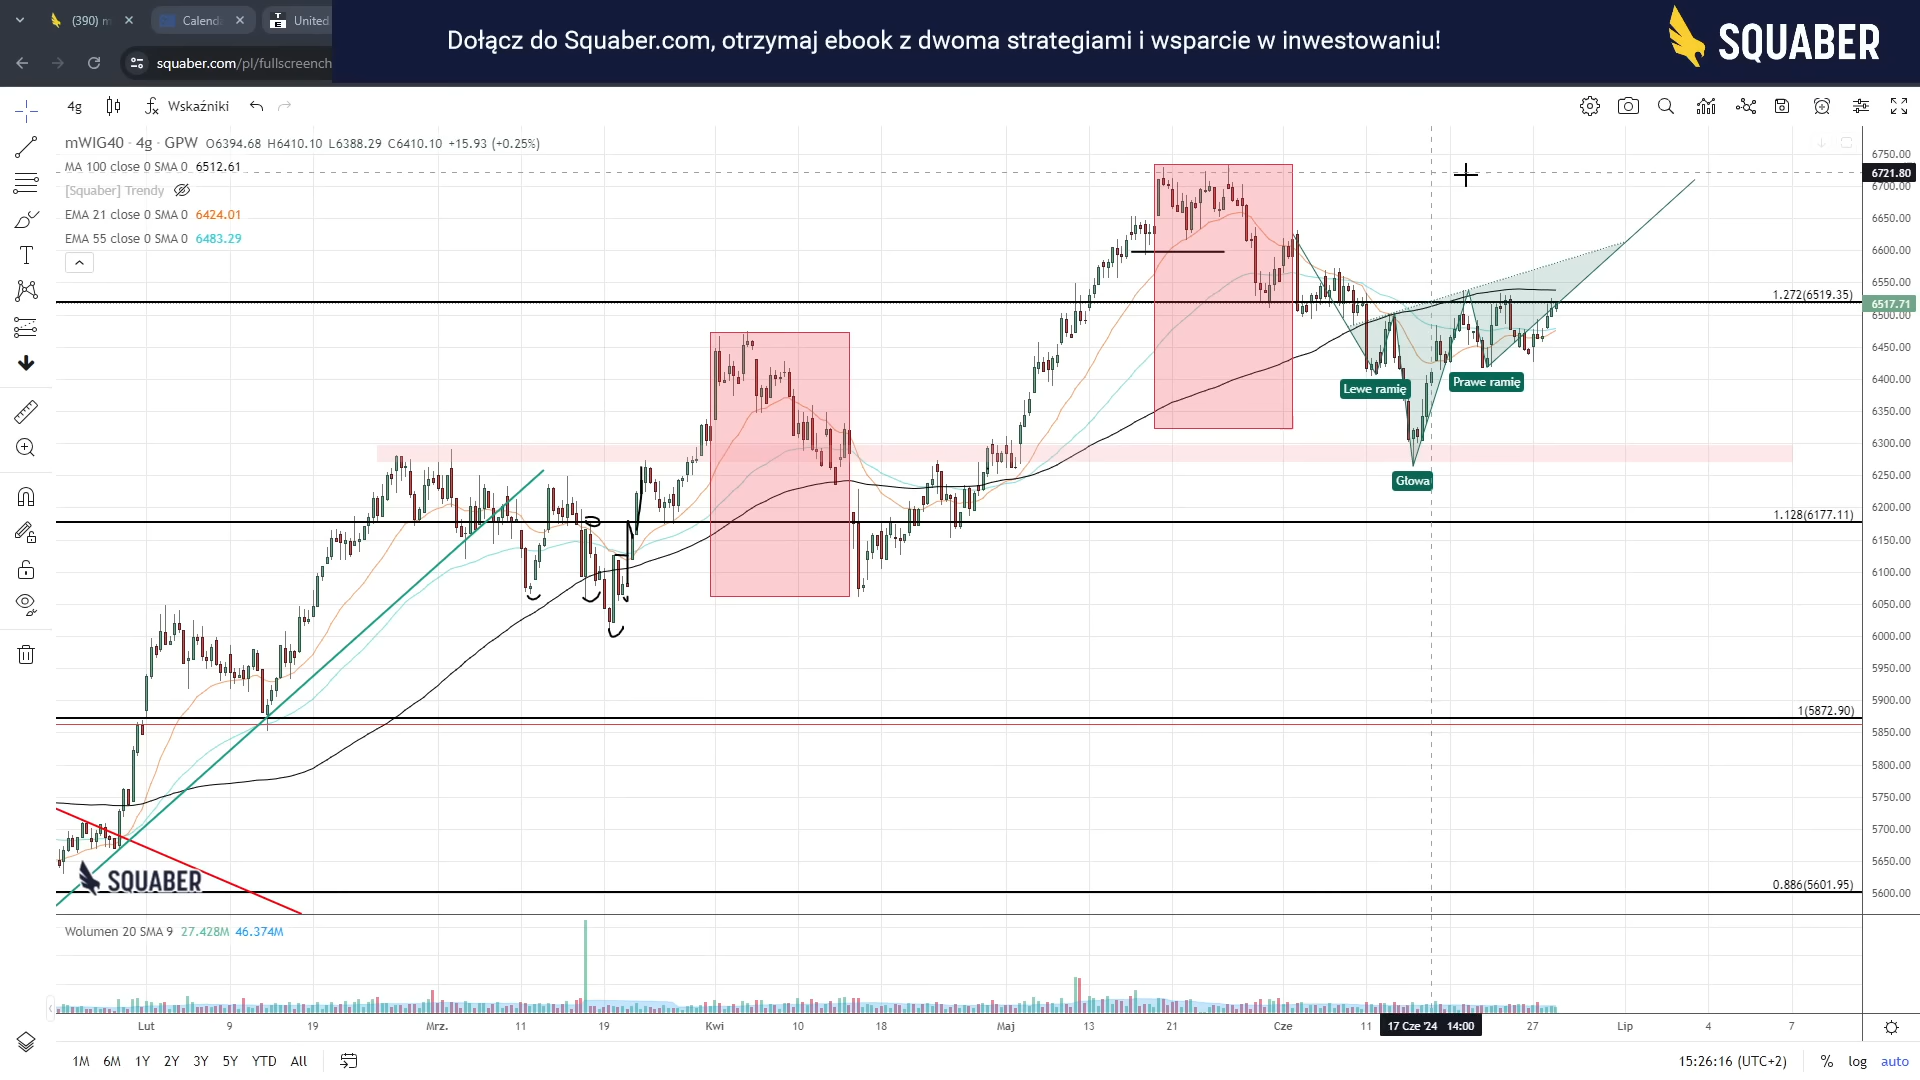 (390) m
Calend
United
squaber.com/pl/fullscreench
Dołącz do Squaber.com, otrzymaj ebook z dwoma strategiami i wsparcie w inwestowaniu!
SQUABER
4g
Wskaźniki
mWIG40 · 4g · GPW O6394.68 H6410.10 L6388.29 C6410.10 +15.93 (+0.25%)
MA 100 close 0 SMA 0 6512.61
[Squaber] Trendy
EMA 21 close 0 SMA 0 6424.01
EMA 55 close 0 SMA 0 6483.29
6750.00
6721.80
6700.00
6650.00
6600.00
6550.00
1.272(6519.35)
6517.71
6500.00
6450.00
6400.00
6350.00
6300.00
6250.00
6200.00
1.128(6177.11)
6150.00
6100.00
6050.00
6000.00
5950.00
5900.00
1(5872.90)
5850.00
5800.00
5750.00
5700.00
5650.00
0.886(5601.95)
5600.00
Lewe ramię
Prawe ramię
Głowa
SQUABER
Wolumen 20 SMA 9 27.428M 46.374M
Lut 9 19 Mrz. 11 19 Kwi 10 18 Maj 13 21 Cze 11 17 Cze '24 14:00 27 Lip 4 7
1M 6M 1Y 2Y 3Y 5Y YTD All
15:26:16 (UTC+2) % log auto